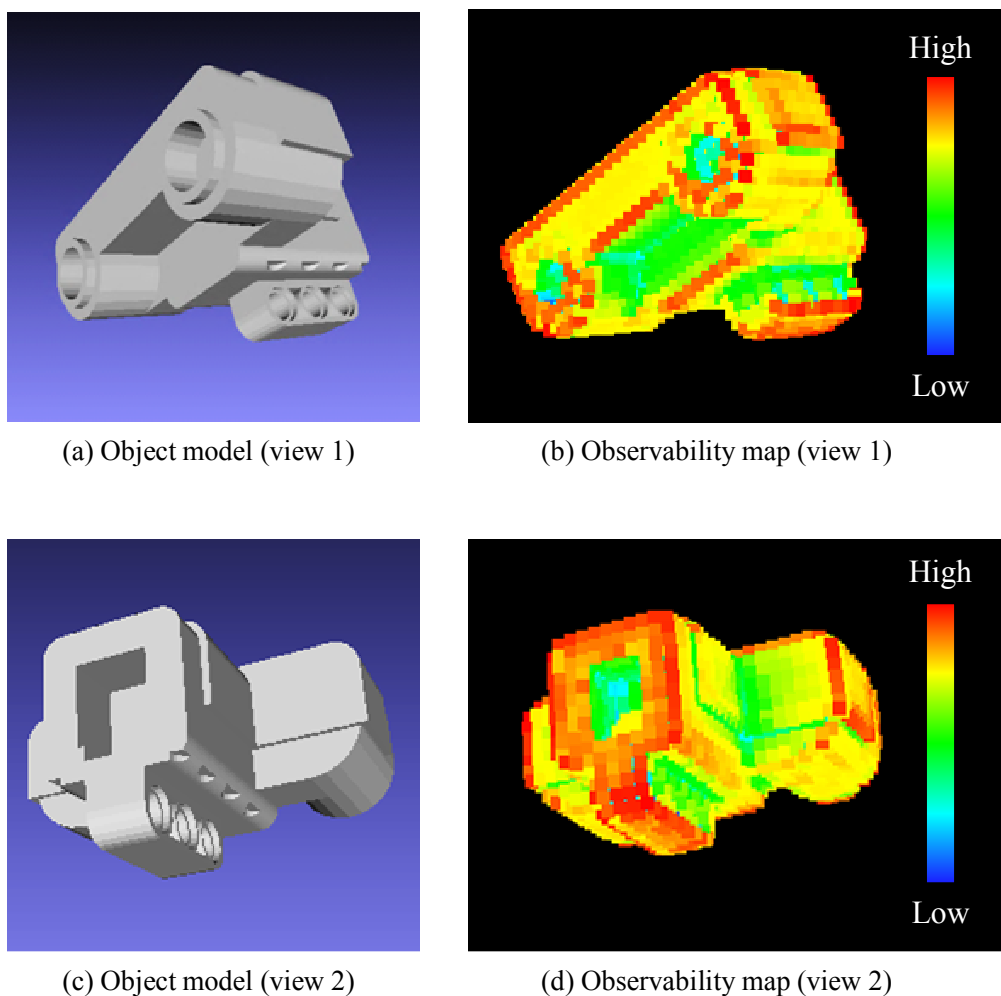 High
Low
(a) Object model (view 1)
(b) Observability map (view 1)
High
Low
(c) Object model (view 2)
(d) Observability map (view 2)